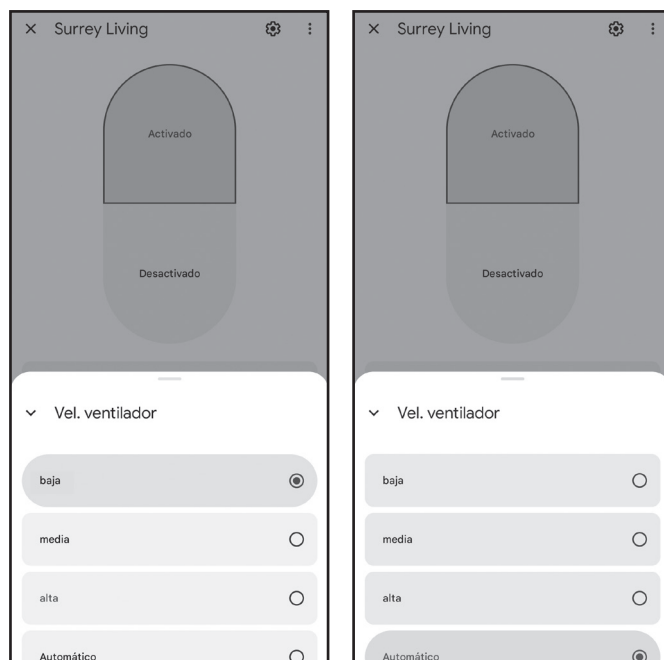 Surrey Living
Activado
Desactivado
Vel. ventilador
baja
media
alta
Automático
Surrey Living
Activado
Desactivado
Vel. ventilador
baja
media
alta
Automático